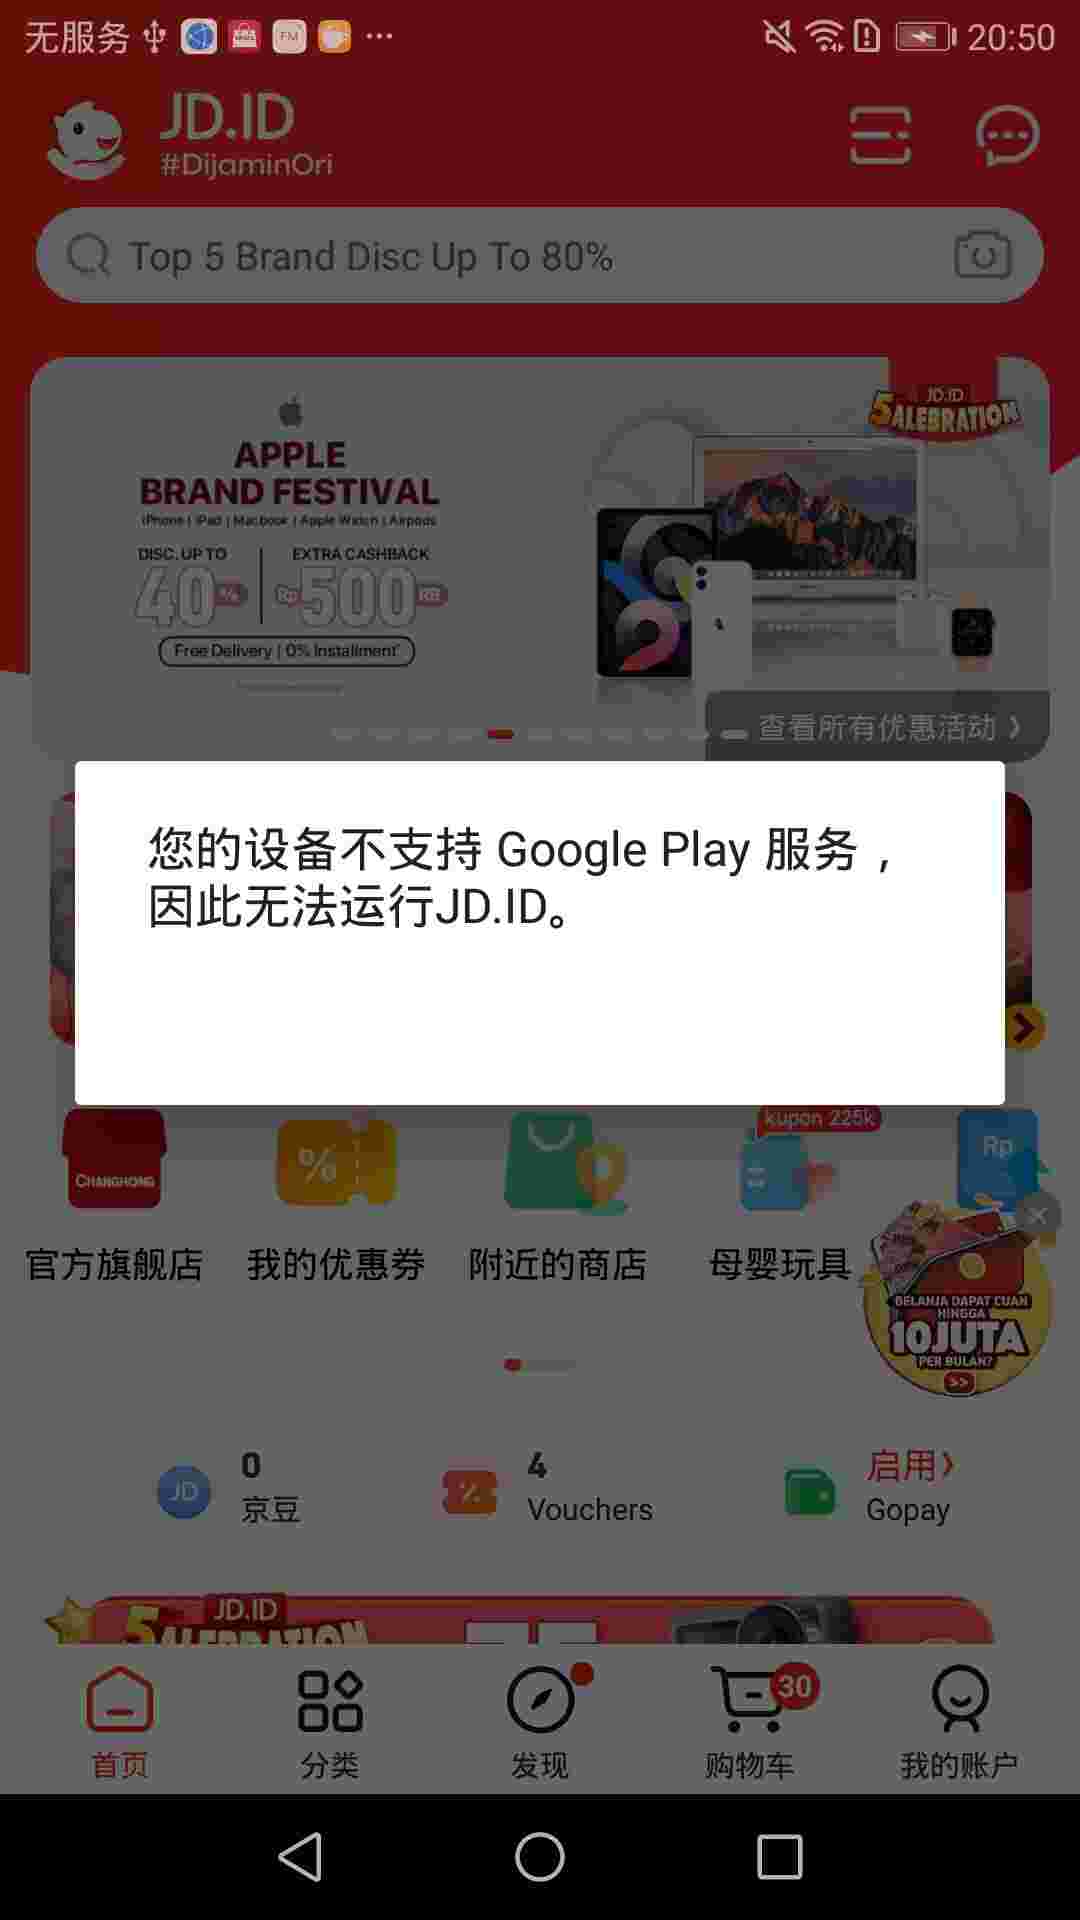 无服务
FM
20:50
JD.ID
#DijaminOri
Top 5 Brand Disc Up To 80%
JD.ID
5ALEBRATION
APPLE
BRAND FESTIVAL
iPhone | iPad | Macbook | Apple Watch | Airpods
DISC. UP TO
40%
EXTRA CASHBACK
Rp500RB
Free Delivery | 0% Installment*
查看所有优惠活动 》
您的设备不支持 Google Play 服务，
因此无法运行JD.ID。
CHANGHONG
%
kupon 225k
Rp
官方旗舰店
我的优惠券
附近的商店
母婴玩具
BELANJA DAPAT CUAN
HINGGA
10JUTA
PER BULAN?
>>
JD
0
京豆
4
Vouchers
启用》
Gopay
JD.ID
5ALEBRATION
首页
分类
发现
30
购物车
我的账户